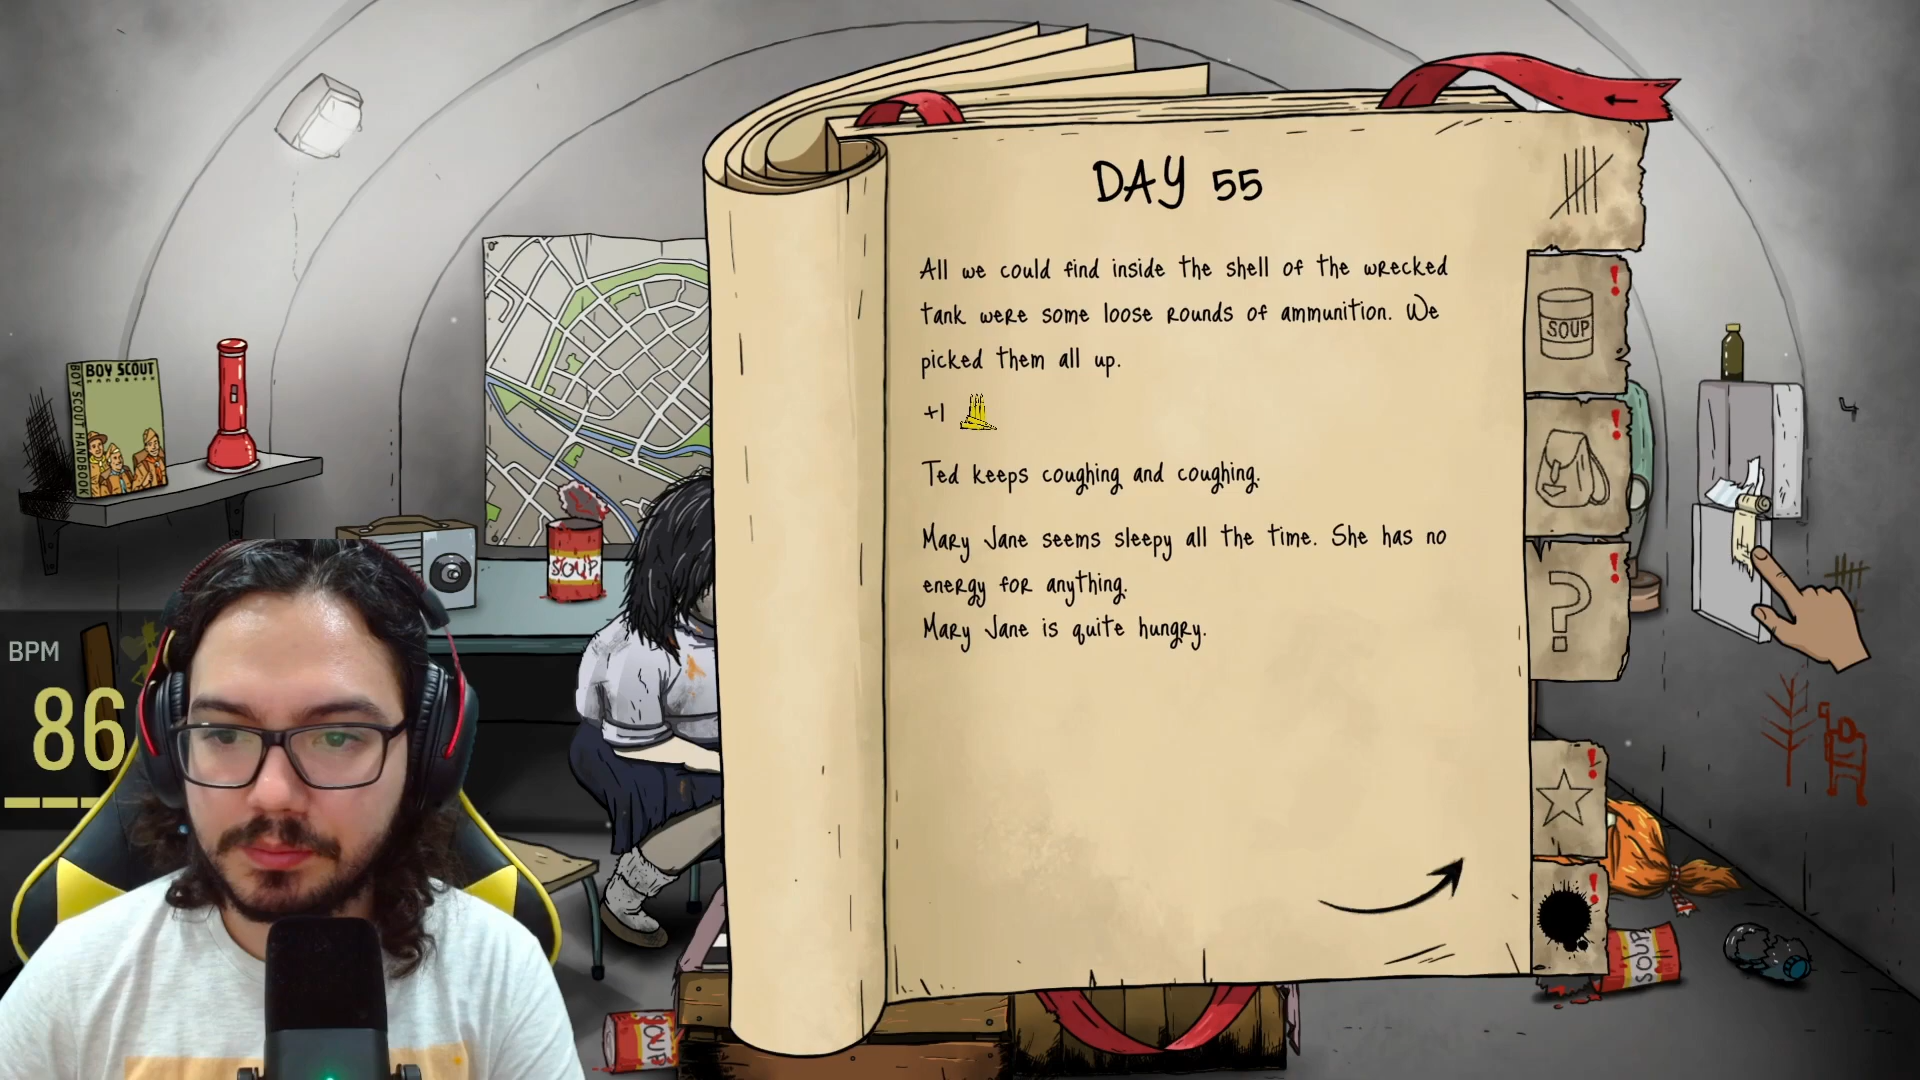 DAY 55
All we could find inside the shell of the wrecked
tank were some loose rounds of ammunition. We
picked them all up.
+1
Ted keeps coughing and coughing.
Mary Jane seems sleepy all the time. She has no
energy for anything.
Mary Jane is quite hungry.
SOUP
BOY SCOUT
HANDBOOK
BOY SCOUT HANDBOOK
SOUP
BPM
86
SOUP
SOUP